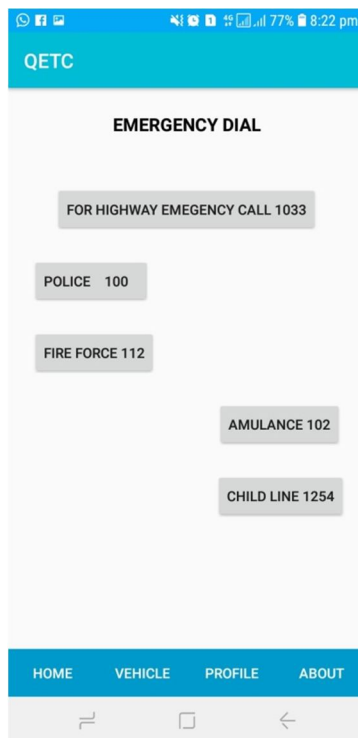 4G 77% 8:22 pm
QETC
EMERGENCY DIAL
FOR HIGHWAY EMEGENCY CALL 1033
POLICE 100
FIRE FORCE 112
AMULANCE 102
CHILD LINE 1254
HOME VEHICLE PROFILE ABOUT